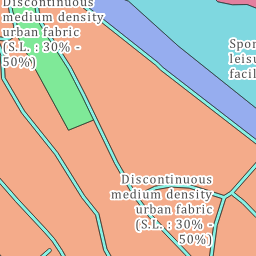 Discontinuous
medium density
urban fabric
(S.L. : 30% -
50%)
Discontinuous
medium density
urban fabric
(S.L. : 30% -
50%)